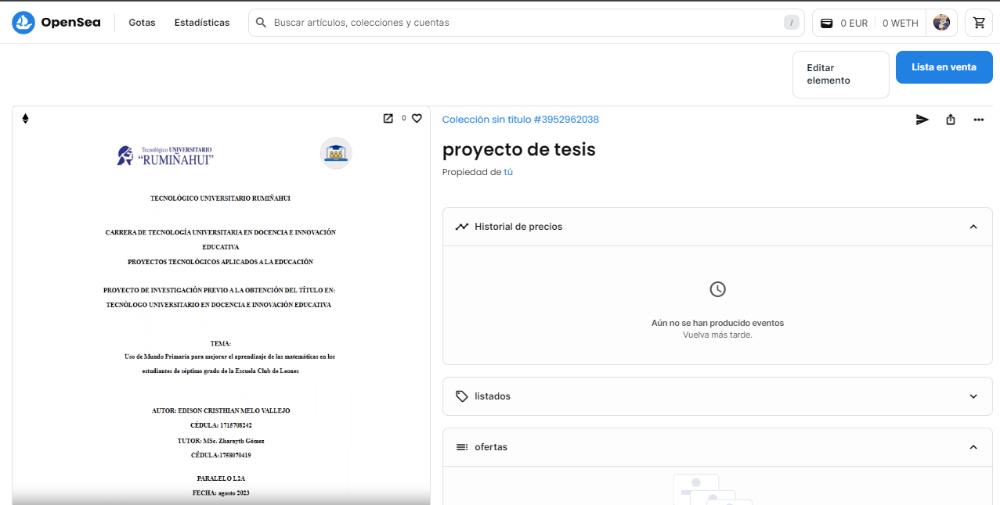 OpenSea
Gotas
Estadísticas
Buscar artículos, colecciones y cuentas
/
0 EUR
0 WETH
Editar
elemento
Lista en venta
0
Tecnológico UNIVERSITARIO
“RUMIÑAHUI”
TECNOLÓGICO UNIVERSITARIO RUMIÑAHUI
CARRERA DE TECNOLOGÍA UNIVERSITARIA EN DOCENCIA E INNOVACIÓN
EDUCATIVA
PROYECTOS TECNOLÓGICOS APLICADOS A LA EDUCACIÓN
PROYECTO DE INVESTIGACIÓN PREVIO A LA OBTENCIÓN DEL TÍTULO EN:
TECNÓLOGO UNIVERSITARIO EN DOCENCIA E INNOVACIÓN EDUCATIVA
TEMA:
Uso de Mundo Primaria para mejorar el aprendizaje de las matemáticas en los
estudiantes de séptimo grado de la Escuela Club de Leones
AUTOR: EDISON CRISTHIAN MELO VALLEJO
CÉDULA: 1715708242
TUTOR: MSc. Zharayth Gómez
CÉDULA:1758070419
PARALELO L2A
FECHA: agosto 2023
Colección sin título #3952962038
proyecto de tesis
Propiedad de tú
Historial de precios
Aún no se han producido eventos
Vuelva más tarde.
listados
ofertas